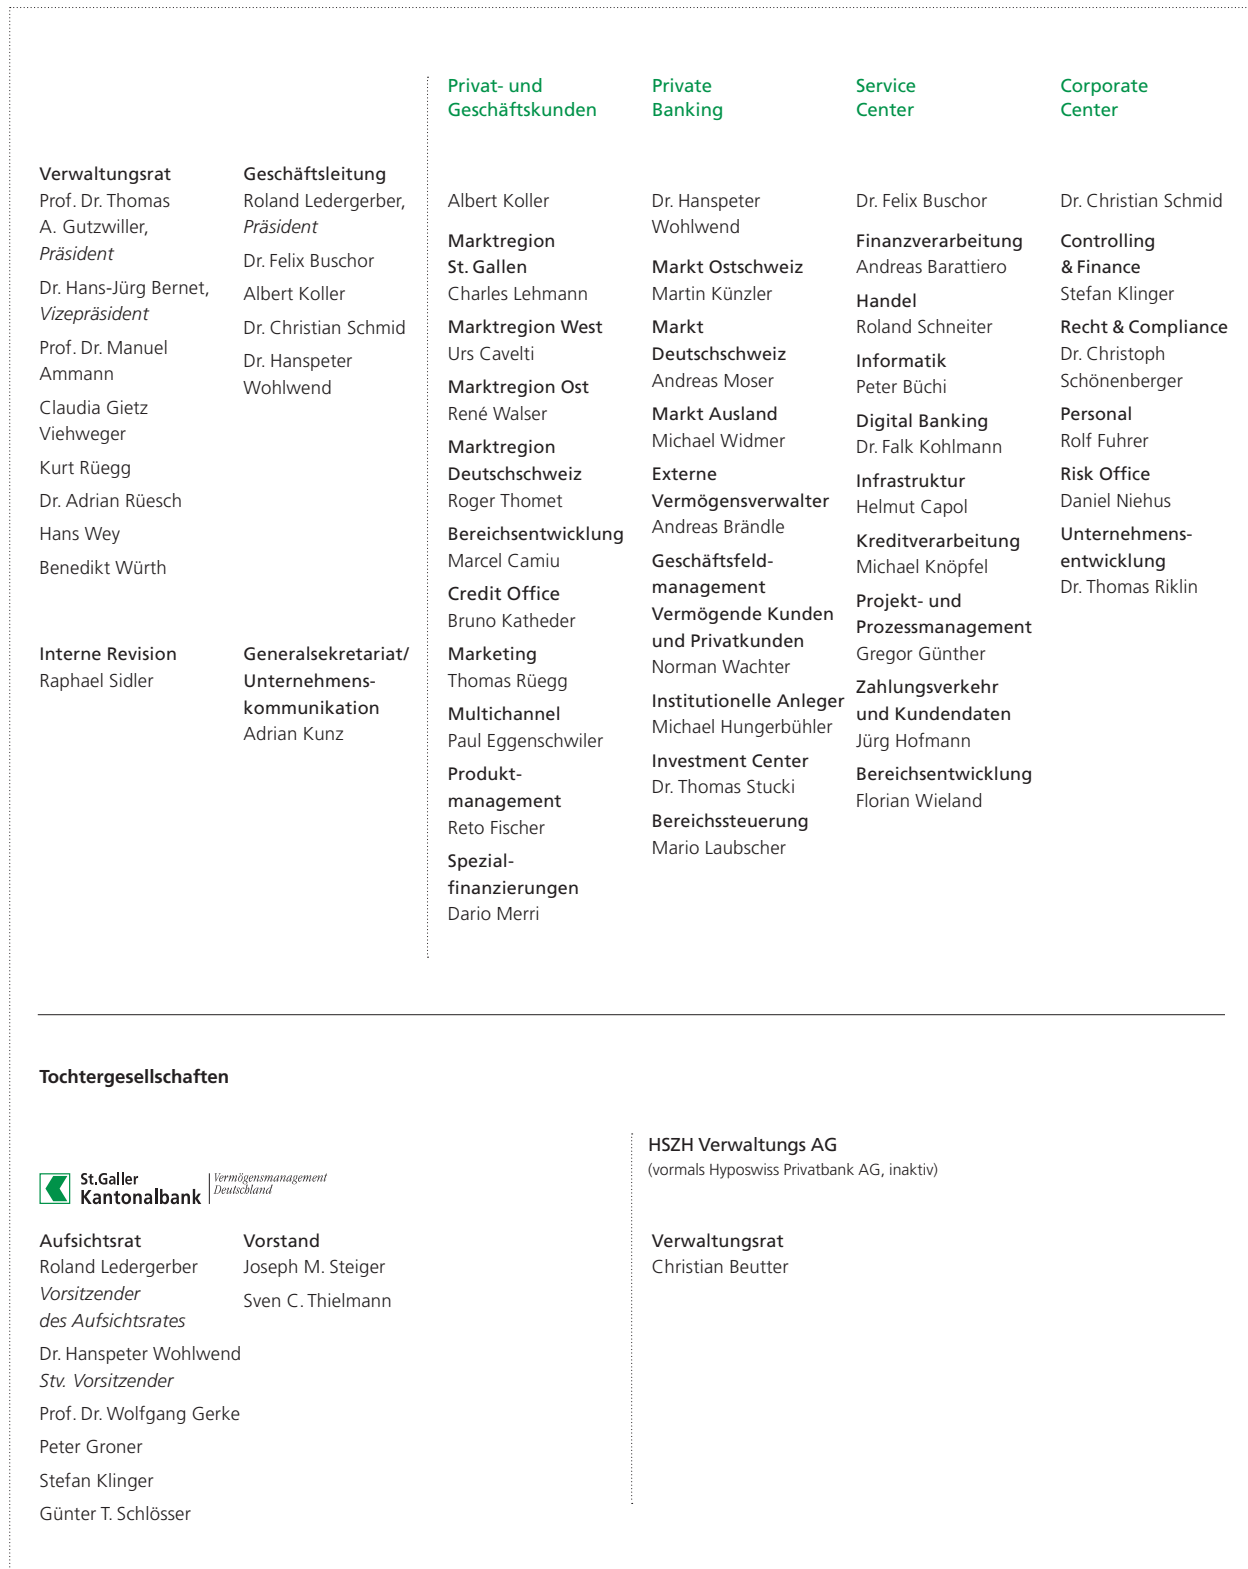 Verwaltungsrat
Prof. Dr. Thomas
A. Gutzwiller,
Präsident
Dr. Hans-Jürg Bernet,
Vizepräsident
Prof. Dr. Manuel
Ammann
Claudia Gietz
Viehweger
Kurt Rüegg
Dr. Adrian Rüesch
Hans Wey
Benedikt Würth
Interne Revision
Raphael Sidler
Geschäftsleitung
Roland Ledergerber,
Präsident
Dr. Felix Buschor
Albert Koller
Dr. Christian Schmid
Dr. Hanspeter
Wohlwend
Generalsekretariat/
Unternehmens-
kommunikation
Adrian Kunz
Privat- und
Geschäftskunden
Albert Koller
Marktregion
St. Gallen
Charles Lehmann
Marktregion West
Urs Cavelti
Marktregion Ost
René Walser
Marktregion
Deutschschweiz
Roger Thomet
Bereichsentwicklung
Marcel Camiu
Credit Office
Bruno Katheder
Marketing
Thomas Rüegg
Multichannel
Paul Eggenschwiler
Produkt-
management
Reto Fischer
Spezial-
finanzierungen
Dario Merri
Private
Banking
Dr. Hanspeter
Wohlwend
Markt Ostschweiz
Martin Künzler
Markt
Deutschschweiz
Andreas Moser
Markt Ausland
Michael Widmer
Externe
Vermögensverwalter
Andreas Brändle
Geschäftsfeld-
management
Vermögende Kunden
und Privatkunden
Norman Wachter
Institutionelle Anleger
Michael Hungerbühler
Investment Center
Dr. Thomas Stucki
Bereichssteuerung
Mario Laubscher
Service
Center
Dr. Felix Buschor
Finanzverarbeitung
Andreas Barattiero
Handel
Roland Schneiter
Informatik
Peter Büchi
Digital Banking
Dr. Falk Kohlmann
Infrastruktur
Helmut Capol
Kreditverarbeitung
Michael Knöpfel
Projekt- und
Prozessmanagement
Gregor Günther
Zahlungsverkehr
und Kundendaten
Jürg Hofmann
Bereichsentwicklung
Florian Wieland
Corporate
Center
Dr. Christian Schmid
Controlling
& Finance
Stefan Klinger
Recht & Compliance
Dr. Christoph
Schönenberger
Personal
Rolf Fuhrer
Risk Office
Daniel Niehus
Unternehmens-
entwicklung
Dr. Thomas Riklin
Tochtergesellschaften
St.Galler
Kantonalbank
Vermögensmanagement
Deutschland
Aufsichtsrat
Roland Ledergerber
Vorsitzender
des Aufsichtsrates
Dr. Hanspeter Wohlwend
Stv. Vorsitzender
Prof. Dr. Wolfgang Gerke
Peter Groner
Stefan Klinger
Günter T. Schlösser
Vorstand
Joseph M. Steiger
Sven C. Thielmann
HSZH Verwaltungs AG
(vormals Hyposwiss Privatbank AG, inaktiv)
Verwaltungsrat
Christian Beutter